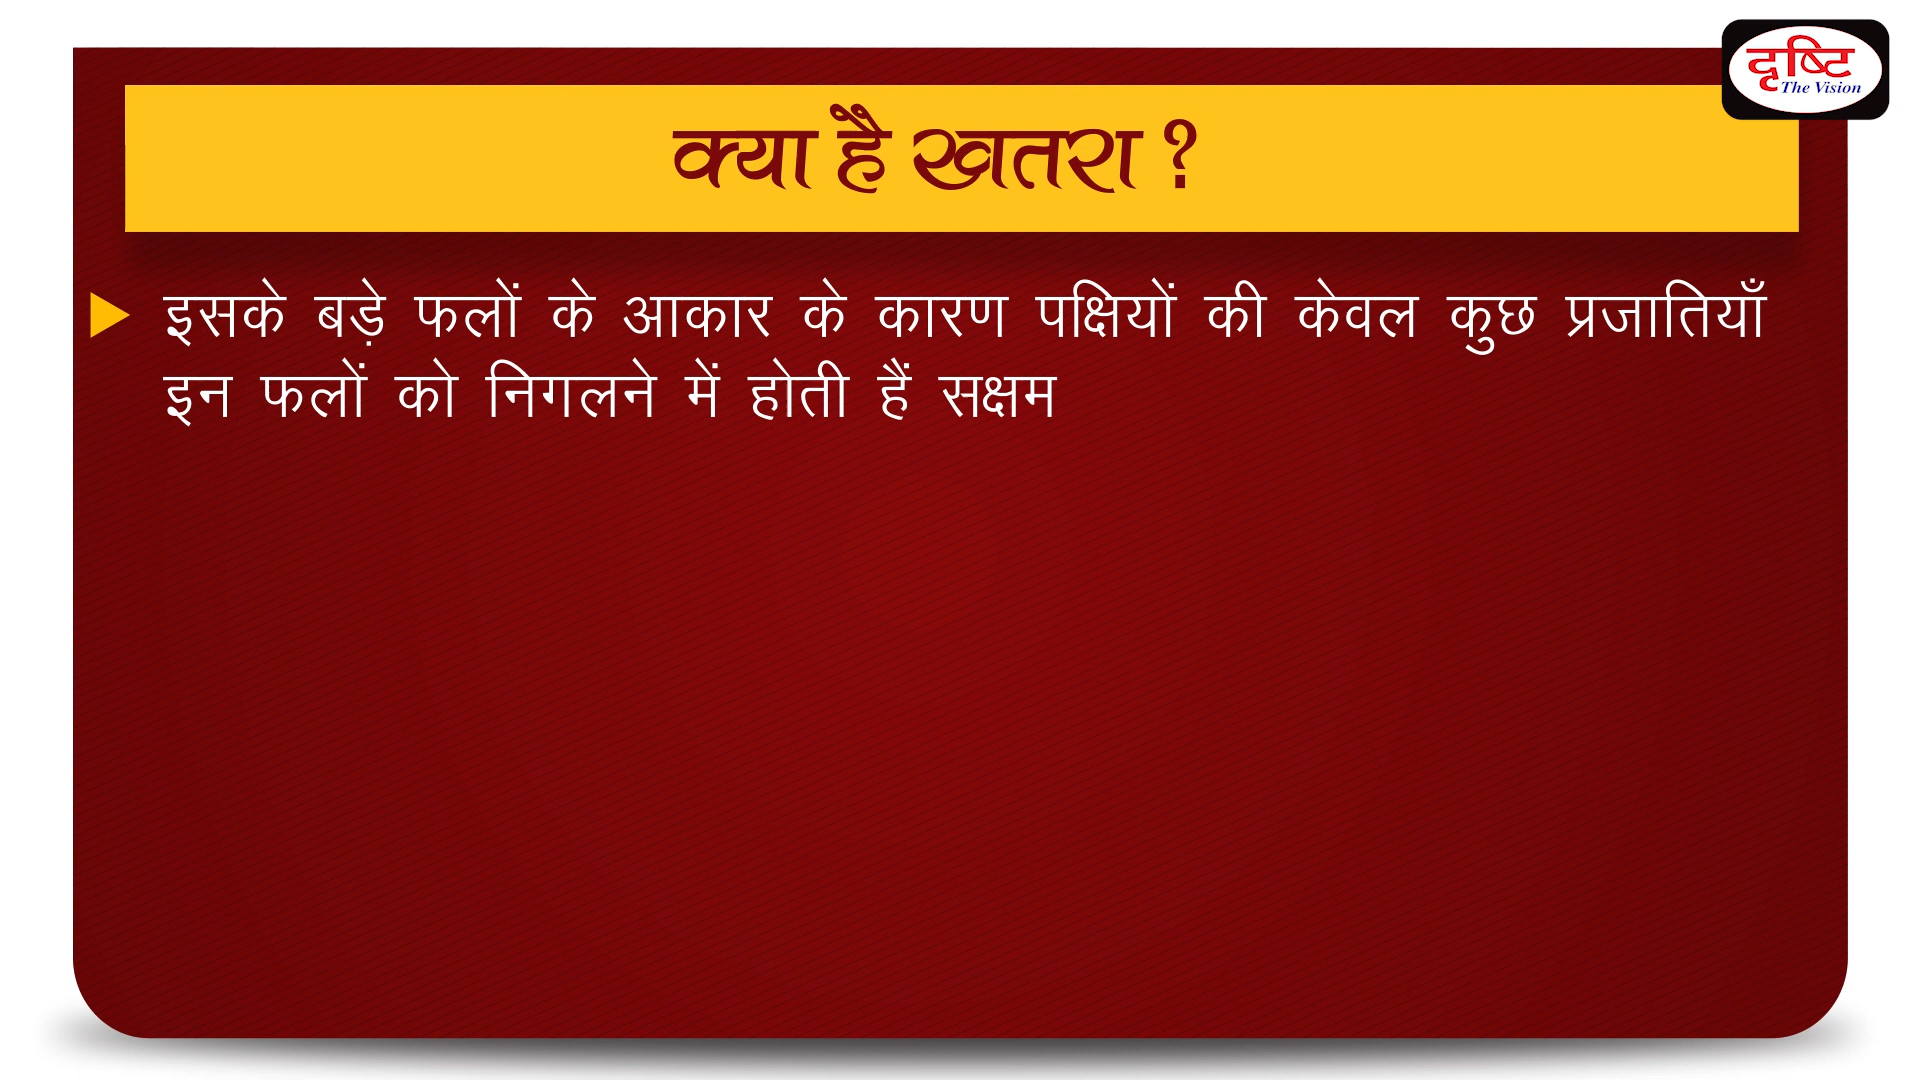 दृष्टि
The Vision
क्या है खतरा ?
इसके बड़े फलों के आकार के कारण पक्षियों की केवल कुछ प्रजातियाँ
इन फलों को निगलने में होती हैं सक्षम